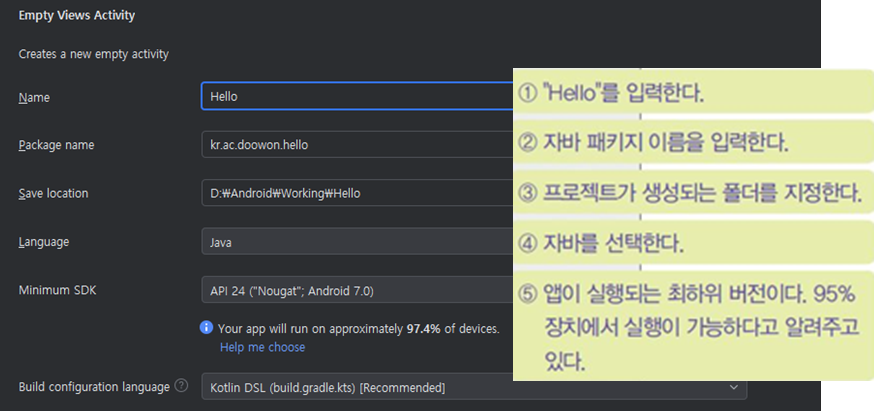 Empty Views Activity
Creates a new empty activity
Name
Hello
① "Hello"를 입력한다.
Package name
kr.ac.doowon.hello
② 자바 패키지 이름을 입력한다.
Save location
D:₩Android₩Working₩Hello
③ 프로젝트가 생성되는 폴더를 지정한다.
Language
Java
④ 자바를 선택한다.
Minimum SDK
API 24 ("Nougat"; Android 7.0)
⑤ 앱이 실행되는 최하위 버전이다. 95%
장치에서 실행이 가능하다고 알려주고
있다.
Your app will run on approximately 97.4% of devices.
Help me choose
Build configuration language ?
Kotlin DSL (build.gradle.kts) [Recommended]